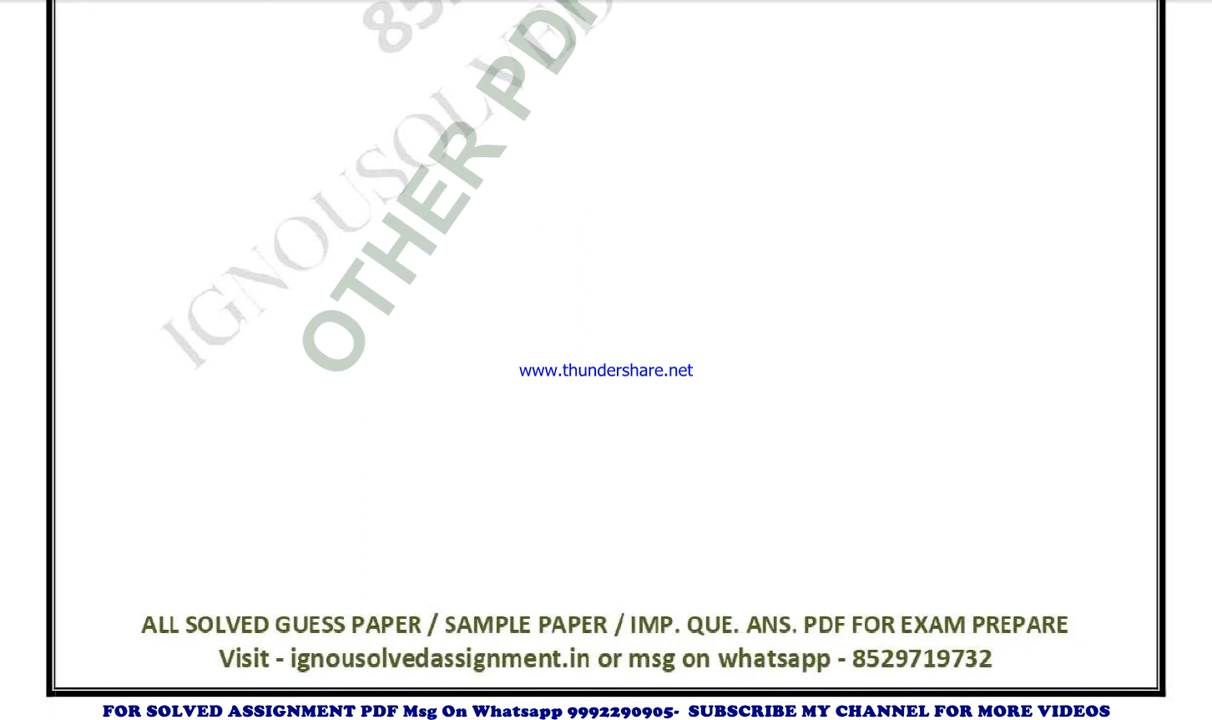 85
IGNOUSOLVED
OTHER PDF
www.thundershare.net
ALL SOLVED GUESS PAPER / SAMPLE PAPER / IMP. QUE. ANS. PDF FOR EXAM PREPARE
Visit - ignousolvedassignment.in or msg on whatsapp - 8529719732
FOR SOLVED ASSIGNMENT PDF Msg On Whatsapp 9992290905- SUBSCRIBE MY CHANNEL FOR MORE VIDEOS